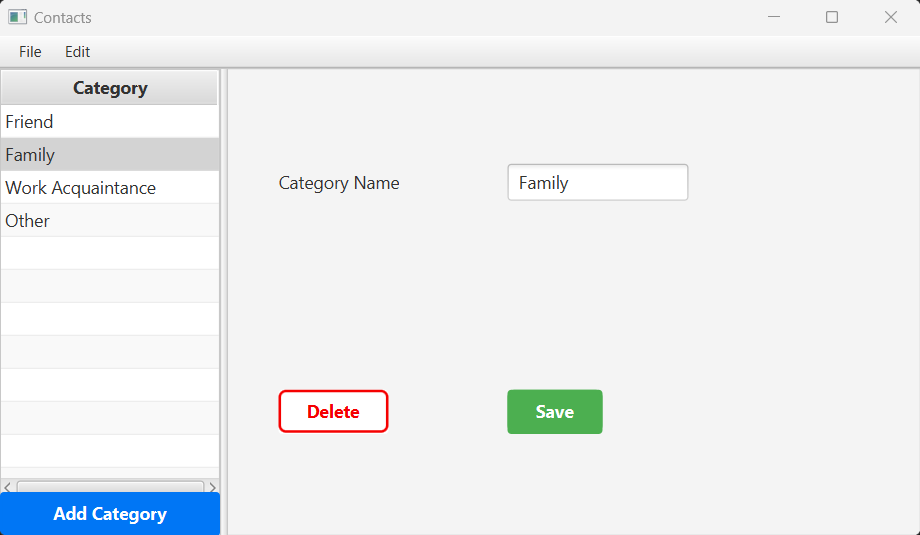 Contacts
File Edit
Category
Friend
Family
Work Acquaintance
Other
Add Category
Category Name
Family
Delete
Save